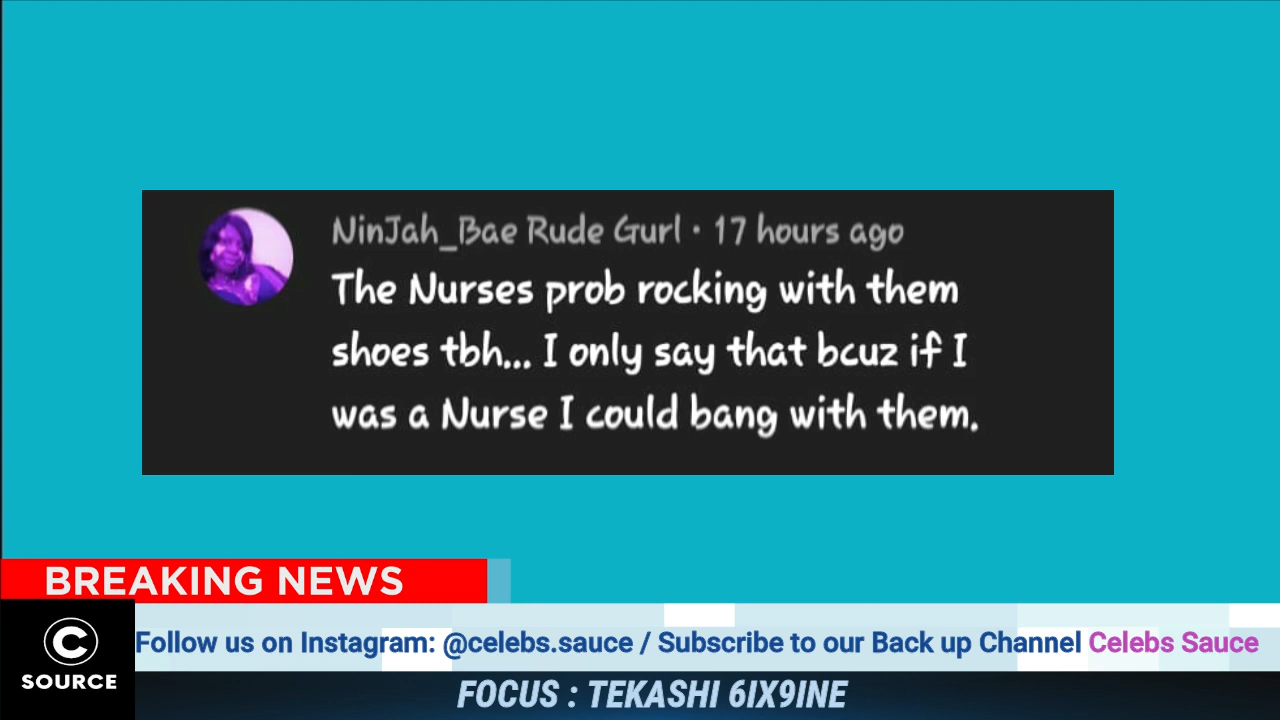 NinJah_Bae Rude Gurl • 17 hours ago
The Nurses prob rocking with them
shoes tbh... I only say that bcuz if I
was a Nurse I could bang with them.
BREAKING NEWS
C
SOURCE
Follow us on Instagram: @celebs.sauce / Subscribe to our Back up Channel Celebs Sauce
FOCUS : TEKASHI 6IX9INE